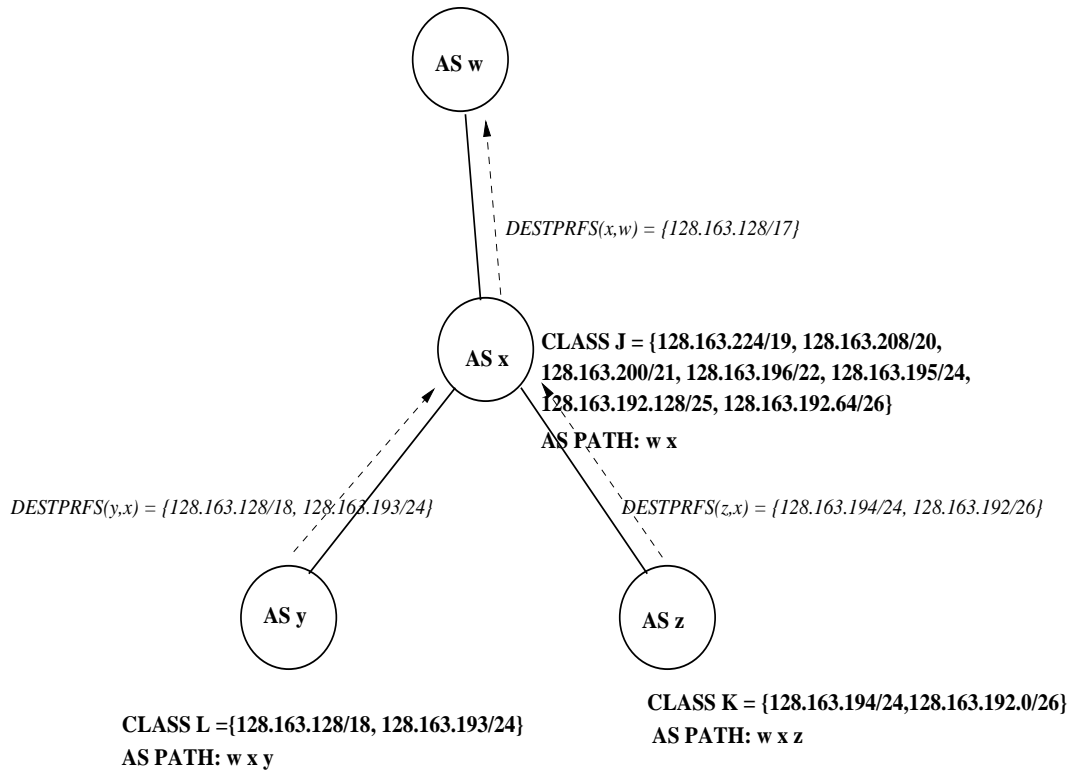 AS w
DESTPRFS(x,w) = {128.163.128/17}
AS x
CLASS J = {128.163.224/19, 128.163.208/20,
128.163.200/21, 128.163.196/22, 128.163.195/24,
128.163.192.128/25, 128.163.192.64/26}
AS PATH: w x
DESTPRFS(y,x) = {128.163.128/18, 128.163.193/24}
DESTPRFS(z,x) = {128.163.194/24, 128.163.192/26}
AS y
AS z
CLASS L ={128.163.128/18, 128.163.193/24}
AS PATH: w x y
CLASS K = {128.163.194/24,128.163.192.0/26}
AS PATH: w x z